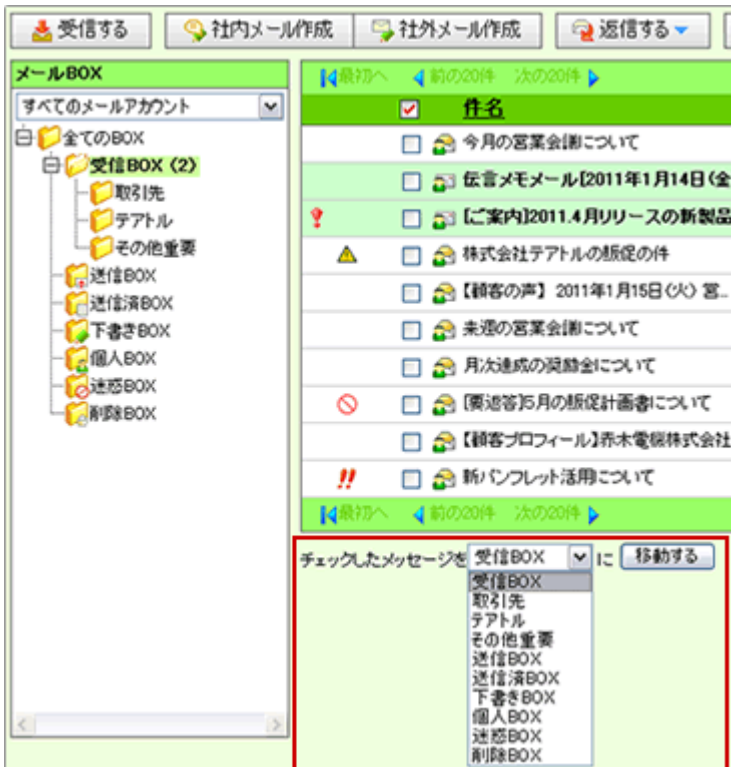 受信する 社内メール作成 社外メール作成 返信する
メールBOX
すべてのメールアカウント
全てのBOX
受信BOX (2)
取引先
テアトル
その他重要
送信BOX
送信済BOX
下書きBOX
個人BOX
迷惑BOX
削除BOX
最初へ 前の20件 次の20件
件名
今月の営業会議について
伝言メモメール[2011年1月14日(金
[ご案内]2011.4月リリースの新製品
株式会社テアトルの販促の件
【顧客の声】 2011年1月15日(火) 営...
来週の営業会議について
月次達成の奨励金について
[要返答]5月の販促計画書について
【顧客プロフィール】赤木電機株式会社
新パンフレット活用について
最初へ 前の20件 次の20件
チェックしたメッセージを 受信BOX に 移動する
受信BOX
取引先
テアトル
その他重要
送信BOX
送信済BOX
下書きBOX
個人BOX
迷惑BOX
削除BOX